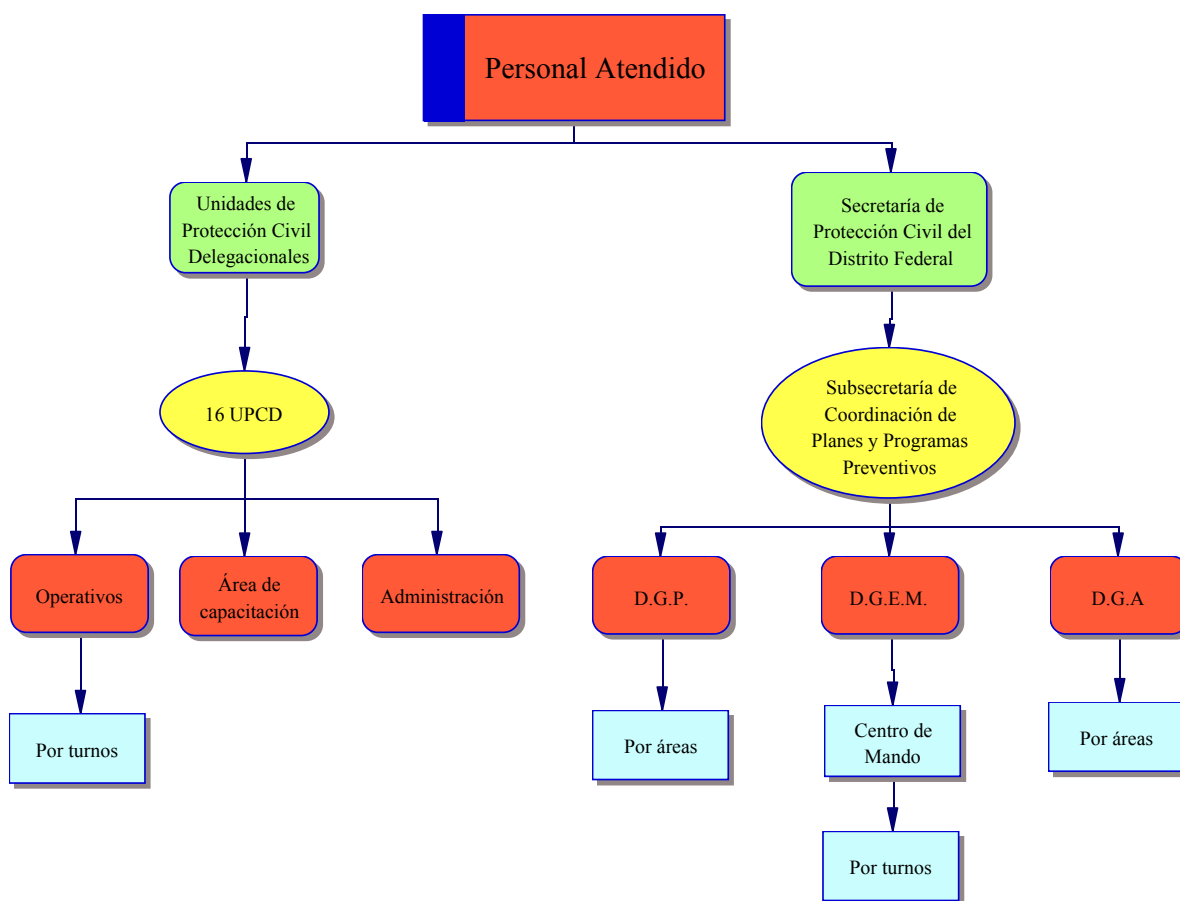 Personal Atendido
Unidades de
Protección Civil
Delegacionales
Secretaría de
Protección Civil del
Distrito Federal
16 UPCD
Subsecretaría de
Coordinación de
Planes y Programas
Preventivos
Operativos
Área de
capacitación
Administración
D.G.P.
D.G.E.M.
D.G.A
Por turnos
Por áreas
Centro de
Mando
Por áreas
Por turnos